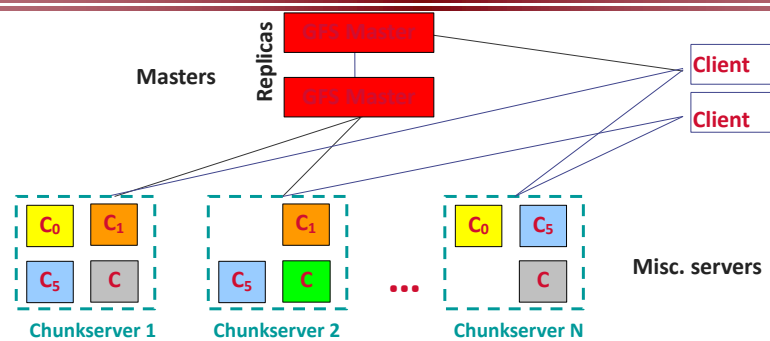 Replicas
GFS Master
Masters
GFS Master
Client
Client
C₀ C₁
C₅ C
C₁
C₅ C
...
C₀ C₅
C
Misc. servers
Chunkserver 1
Chunkserver 2
Chunkserver N